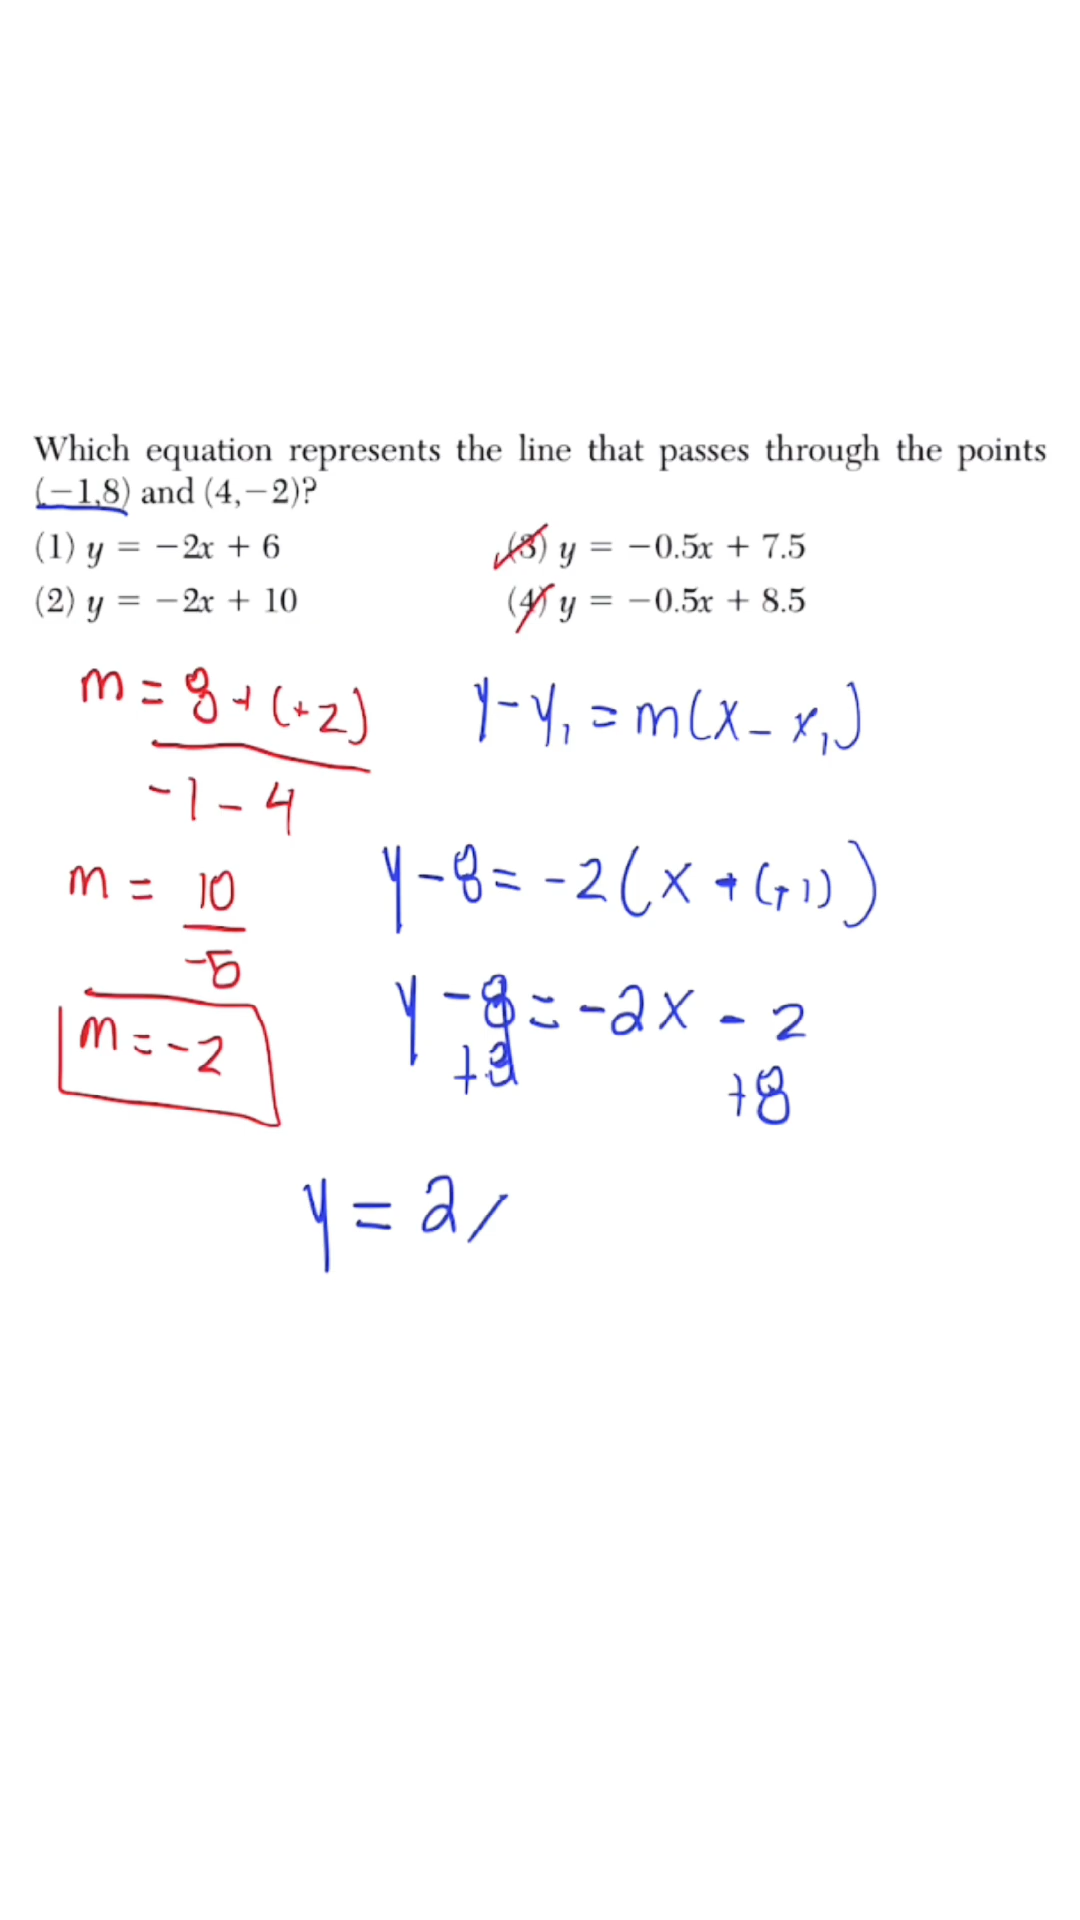 Which equation represents the line that passes through the points
(−1,8) and (4,−2)?
(1) y = −2x + 6
(3) y = −0.5x + 7.5
(2) y = −2x + 10
(4) y = −0.5x + 8.5
m = 8 + (+2)
-1 - 4
y - y₁ = m(x - x₁)
m = 10
-5
y - 8 = -2(x + (+1))
m = -2
y - 8 = -2x - 2
+8 +8
y = 2